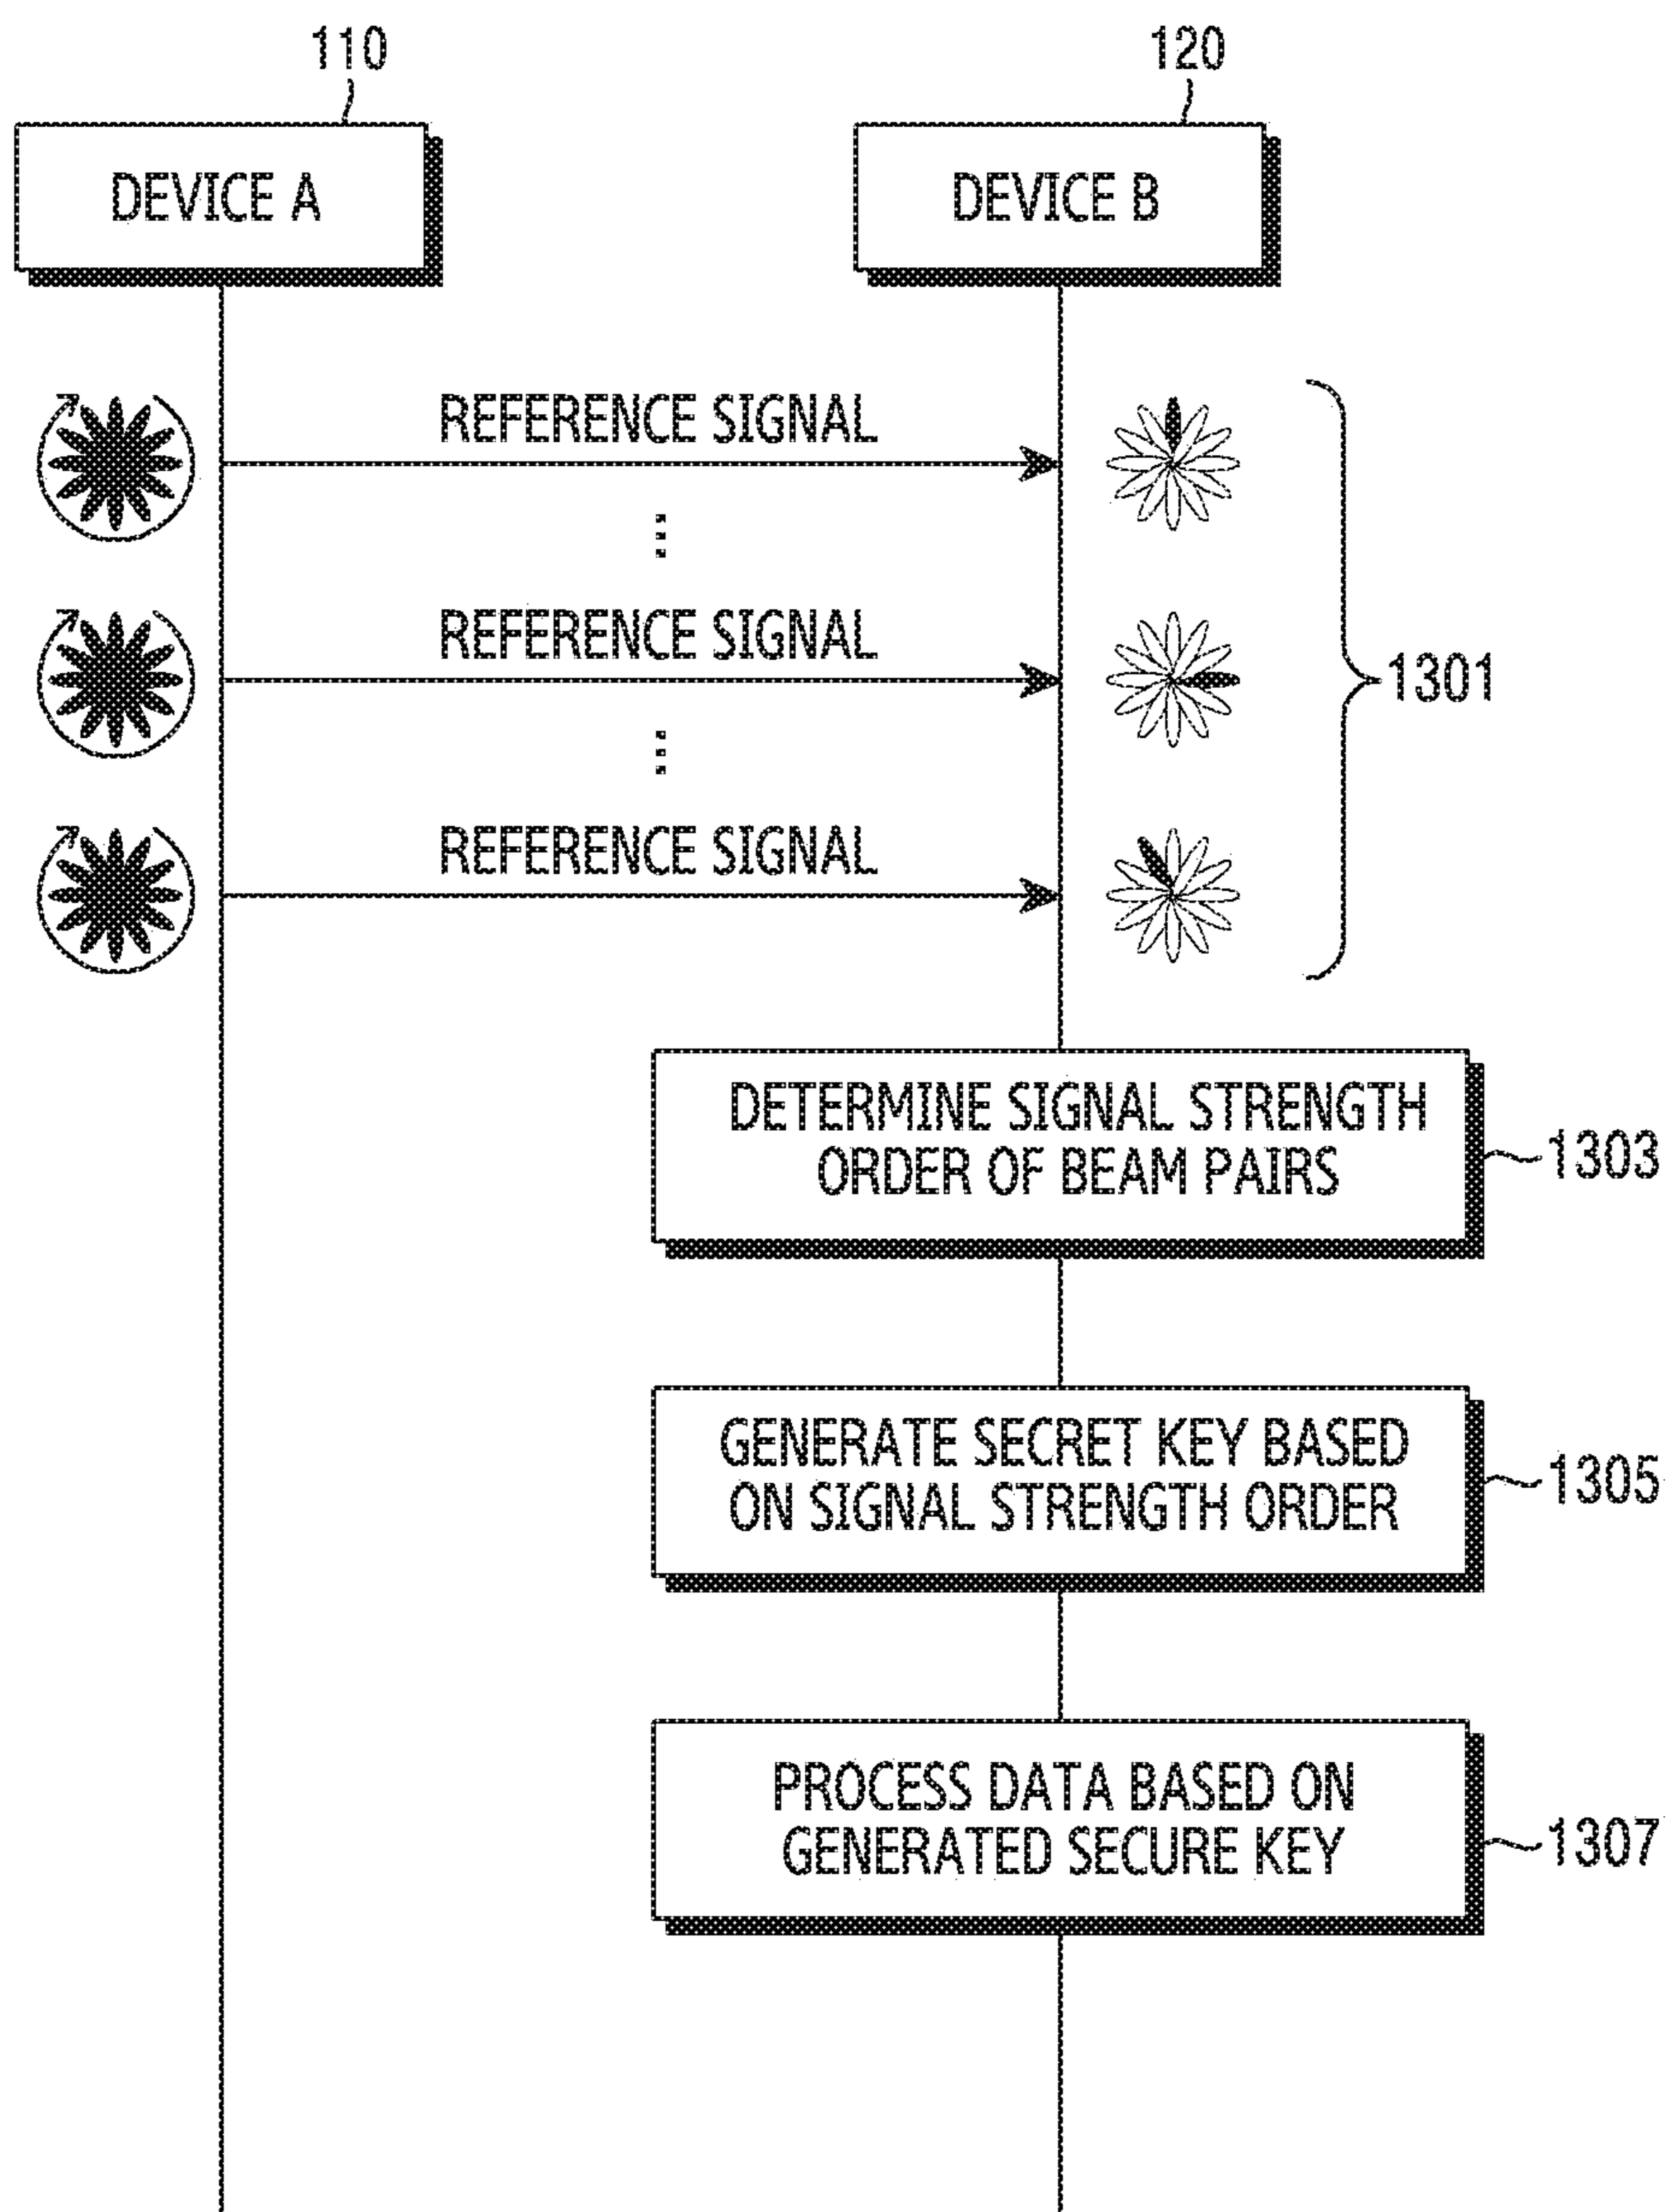 110
120
DEVICE A
DEVICE B
REFERENCE SIGNAL
REFERENCE SIGNAL
1301
REFERENCE SIGNAL
DETERMINE SIGNAL STRENGTH
ORDER OF BEAM PAIRS
1303
GENERATE SECRET KEY BASED
ON SIGNAL STRENGTH ORDER
1305
PROCESS DATA BASED ON
GENERATED SECURE KEY
1307